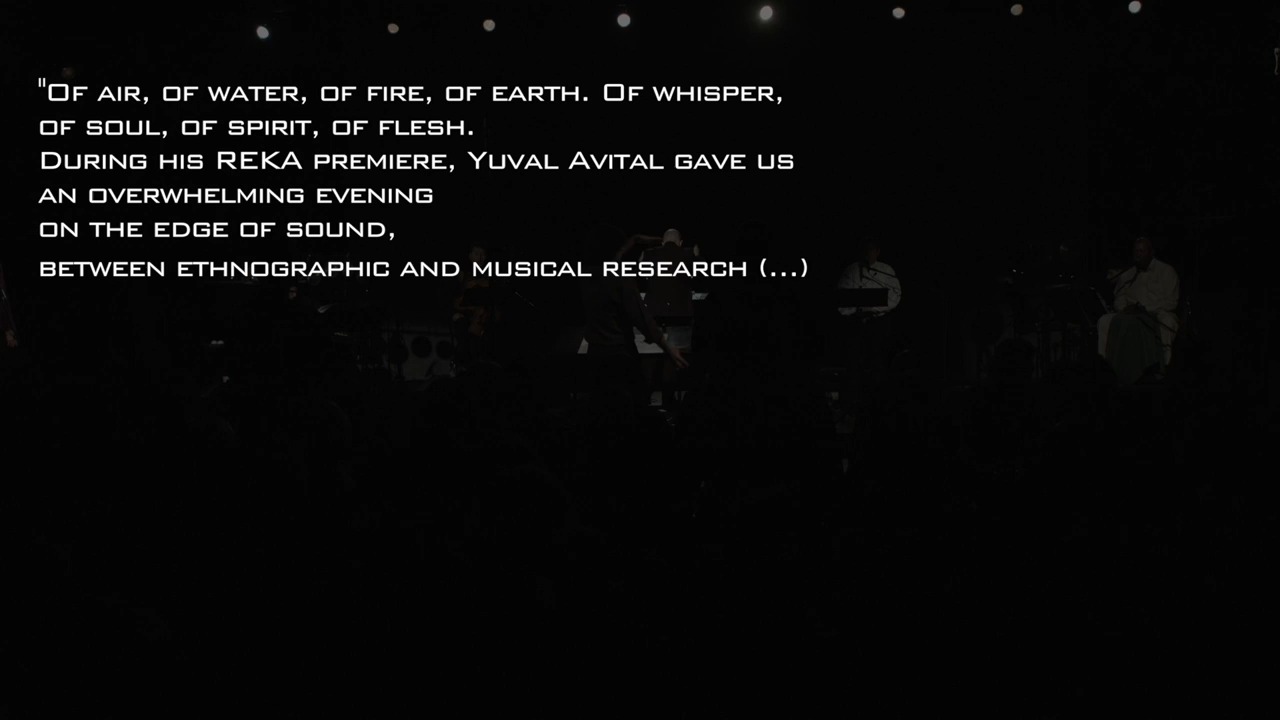 "Of air, of water, of fire, of earth. Of whisper,
of soul, of spirit, of flesh.
During his REKA premiere, Yuval Avital gave us
an overwhelming evening
on the edge of sound,
between ethnographic and musical research (...)